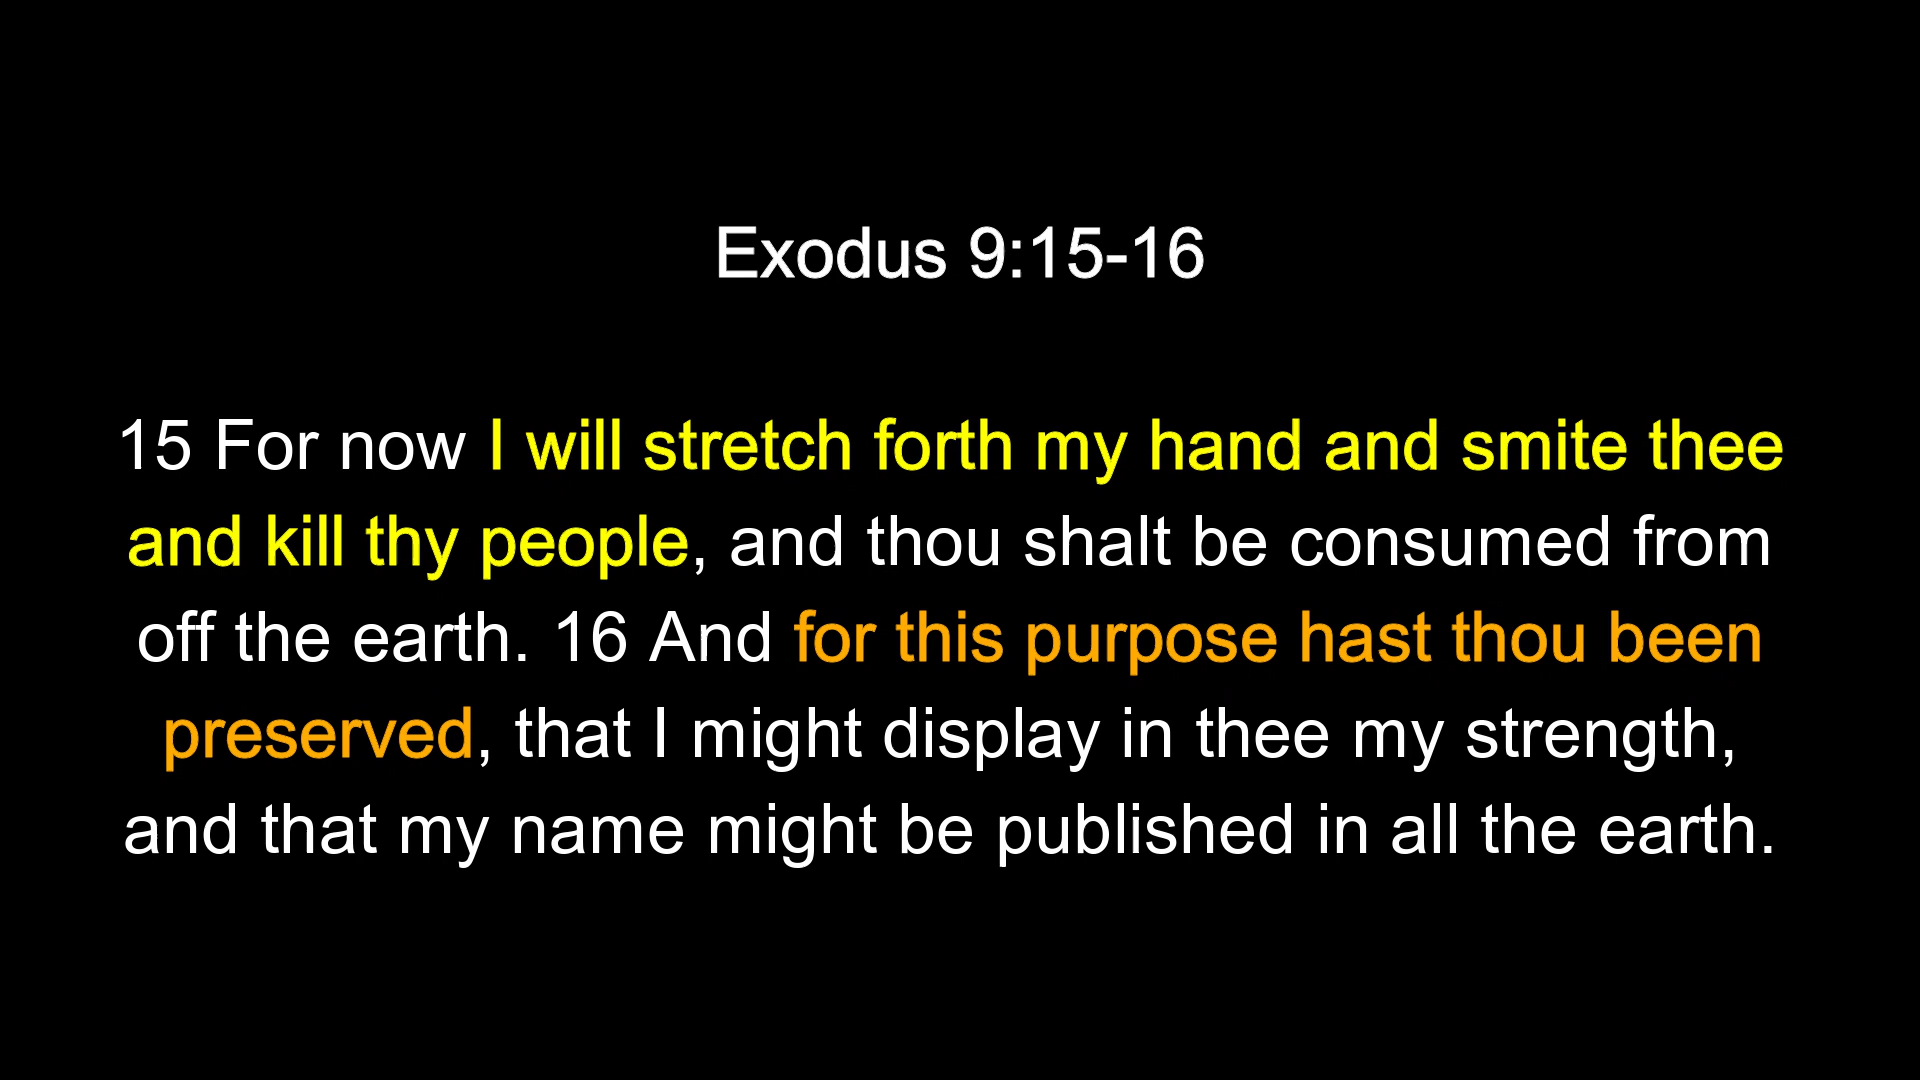 Exodus 9:15-16
15 For now I will stretch forth my hand and smite thee
and kill thy people, and thou shalt be consumed from
off the earth. 16 And for this purpose hast thou been
preserved, that I might display in thee my strength,
and that my name might be published in all the earth.